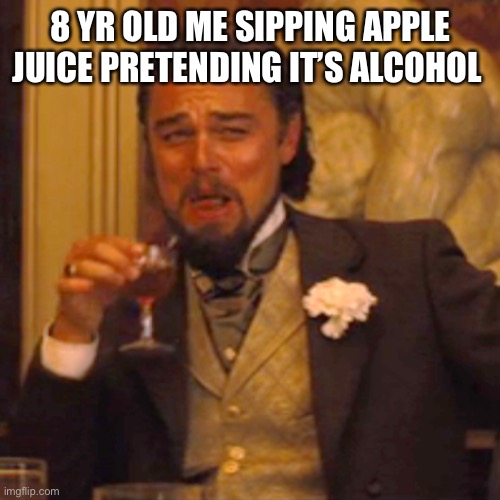 8 YR OLD ME SIPPING APPLE
JUICE PRETENDING IT’S ALCOHOL
imgflip.com